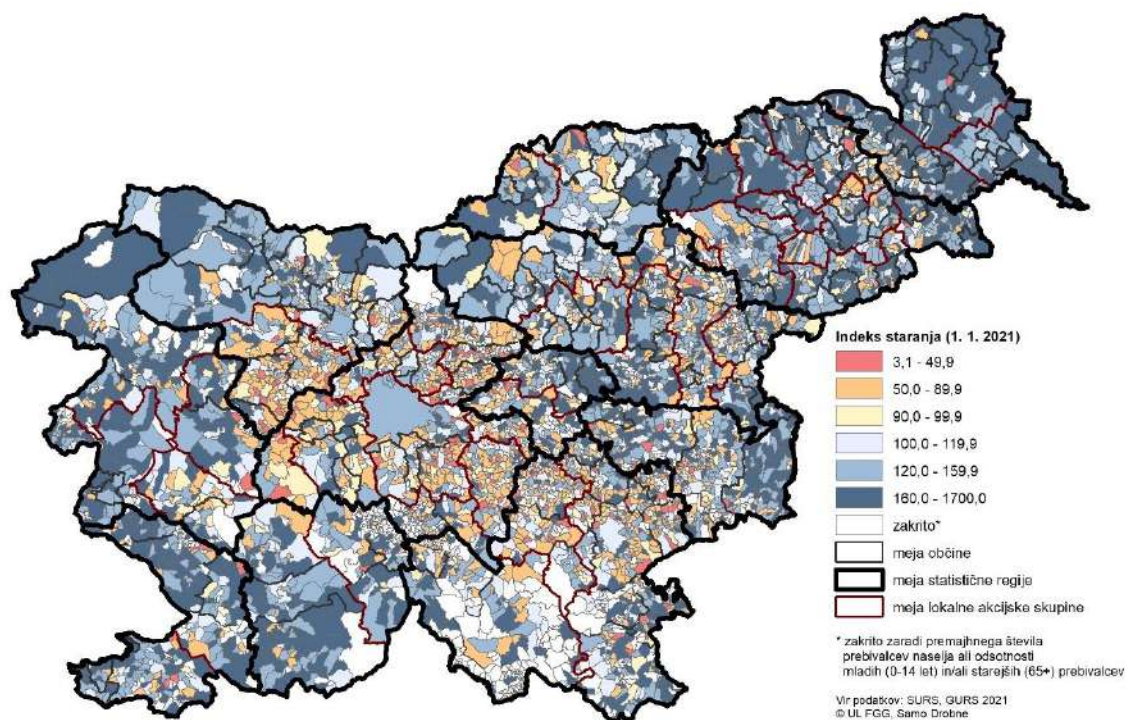 Indeks staranja (1. 1. 2021)
3,1 - 49,9
50,0 - 89,9
90,0 - 99,9
100,0 - 119,9
120,0 - 159,9
160,0 - 1700,0
zakrito*
meja občine
meja statistične regije
meja lokalne akcijske skupine
* zakrito zaradi premajhnega števila
prebivalcev naselja ali odsotnosti
mladih (0-14 let) in/ali starejših (65+) prebivalcev
Vir podatkov: SURS, GURS 2021
© UL FGG, Samo Drobne